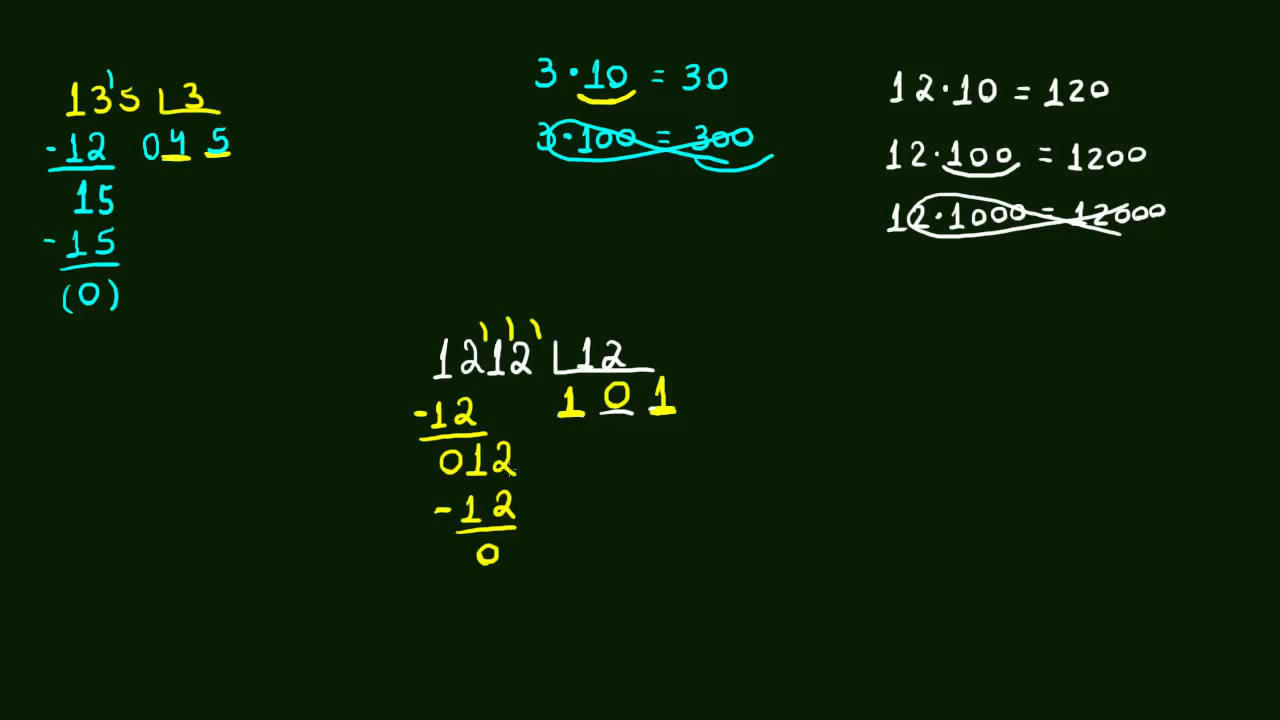 135 3
-12 045
15
-15
(0)
3·10 = 30
3·100 = 300
12·10 = 120
12·100 = 1200
12·1000 = 12000
1212 12
-12 101
012
-12
0